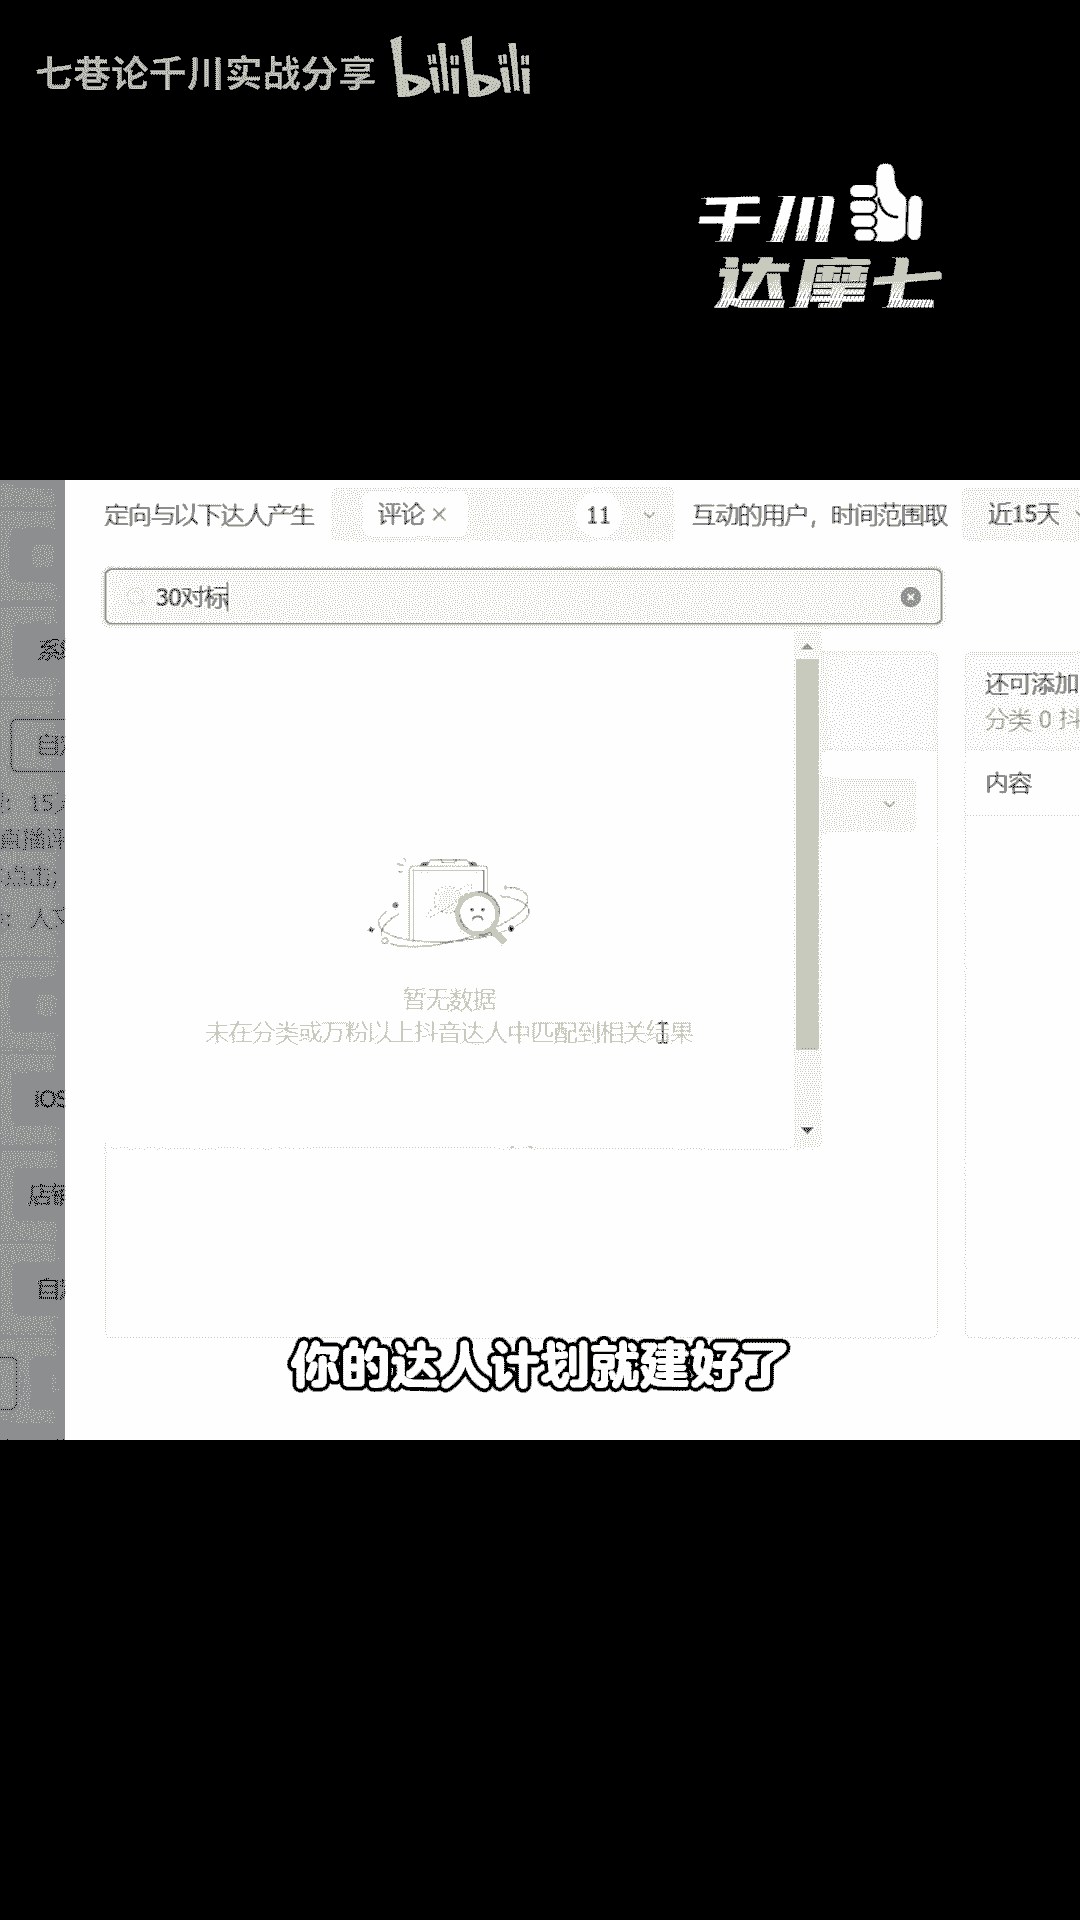 七巷论千川实战分享 bilibili
千川
达摩七
定向与以下达人产生 评论 × 11 互动的用户，时间范围取 近15天
30对标
还可添加
分类 0 抖
内容
15
直播评
点击;
暂无数据
未在分类或万粉以上抖音达人中匹配到相关结果
iOS
店铺
你的达人计划就建好了